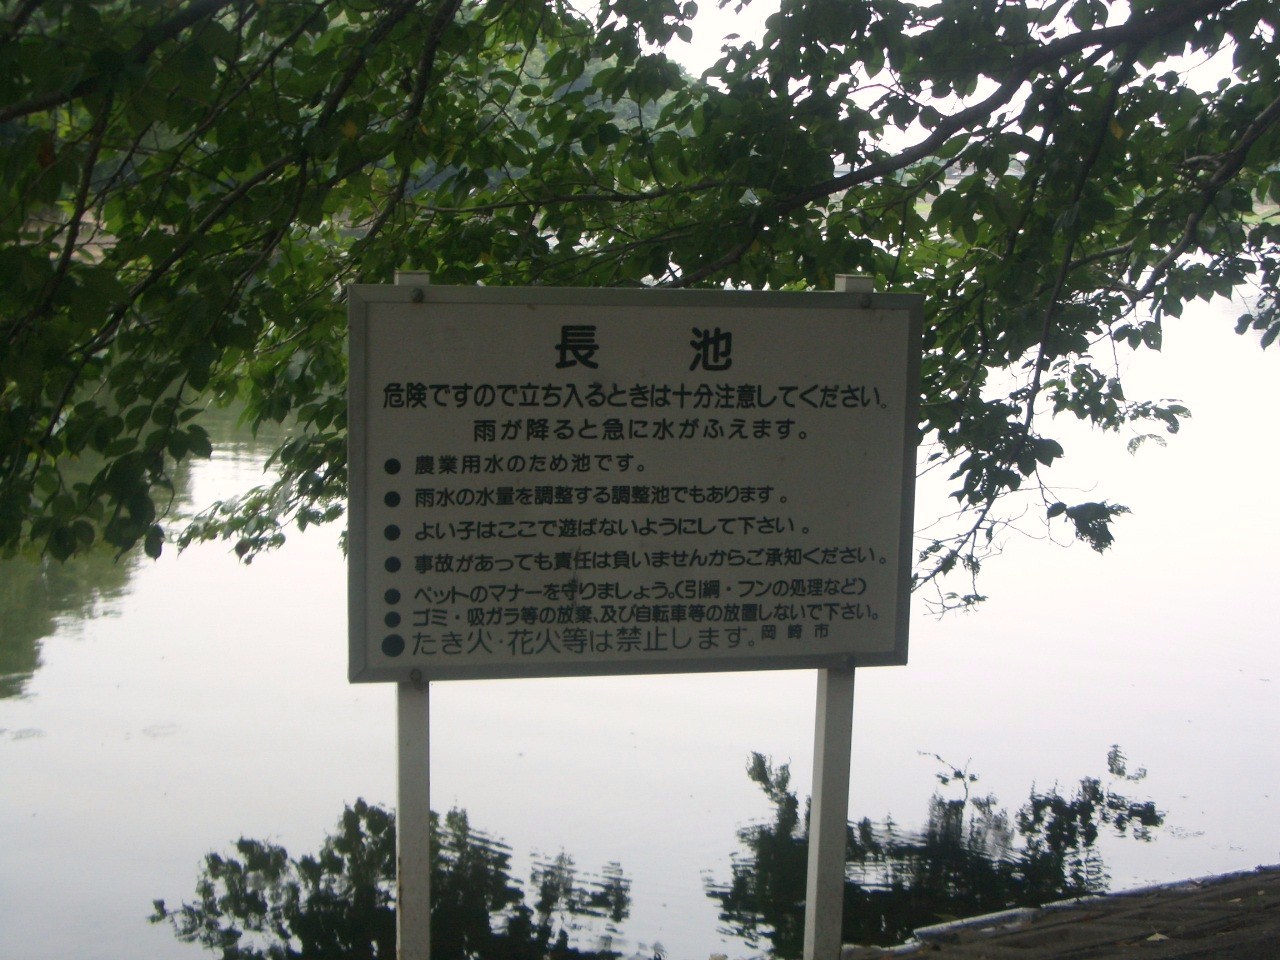 長池
危険ですので立ち入るときは十分注意してください。
雨が降ると急に水がふえます。
●農業用水のため池です。
●雨水の水量を調整する調整池でもあります。
●よい子はここで遊ばないようにして下さい。
●事故があっても責任は負いませんからご承知ください。
●ペットのマナーを守りましょう。(引綱・フンの処理など)
●ゴミ・吸ガラ等の放棄、及び自転車等の放置しないで下さい。
●たき火・花火等は禁止します。岡崎市